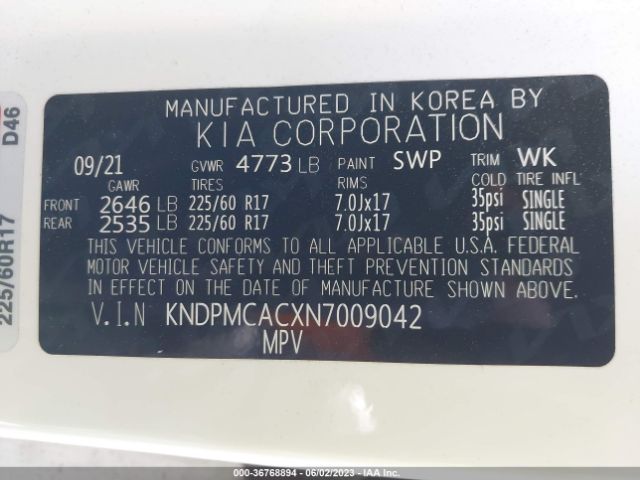 MANUFACTURED IN KOREA BY
KIA CORPORATION
09/21 GVWR 4773 LB PAINT SWP TRIM WK
GAWR TIRES RIMS COLD TIRE INFL
FRONT 2646 LB 225/60 R17 7.0Jx17 35psi SINGLE
REAR 2535 LB 225/60 R17 7.0Jx17 35psi SINGLE
THIS VEHICLE CONFORMS TO ALL APPLICABLE U.S.A. FEDERAL
MOTOR VEHICLE SAFETY AND THEFT PREVENTION STANDARDS
IN EFFECT ON THE DATE OF MANUFACTURE SHOWN ABOVE.
V.I.N KNDPMCACXN7009042
MPV
D46
225/60R17
000-36768894 - 06/02/2023 - IAA Inc.